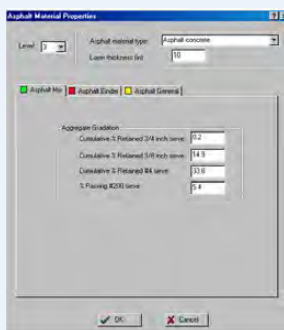 Asphalt Material Properties
Level: 3
Asphalt material type: Asphalt concrete
Layer thickness (in): 10
Asphalt Mix
Asphalt Binder
Asphalt General
Aggregate Gradation
Cumulative % Retained 3/4 inch sieve: 0.2
Cumulative % Retained 3/8 inch sieve: 14.9
Cumulative % Retained #4 sieve: 33.8
% Passing #200 sieve: 5.4
OK
Cancel